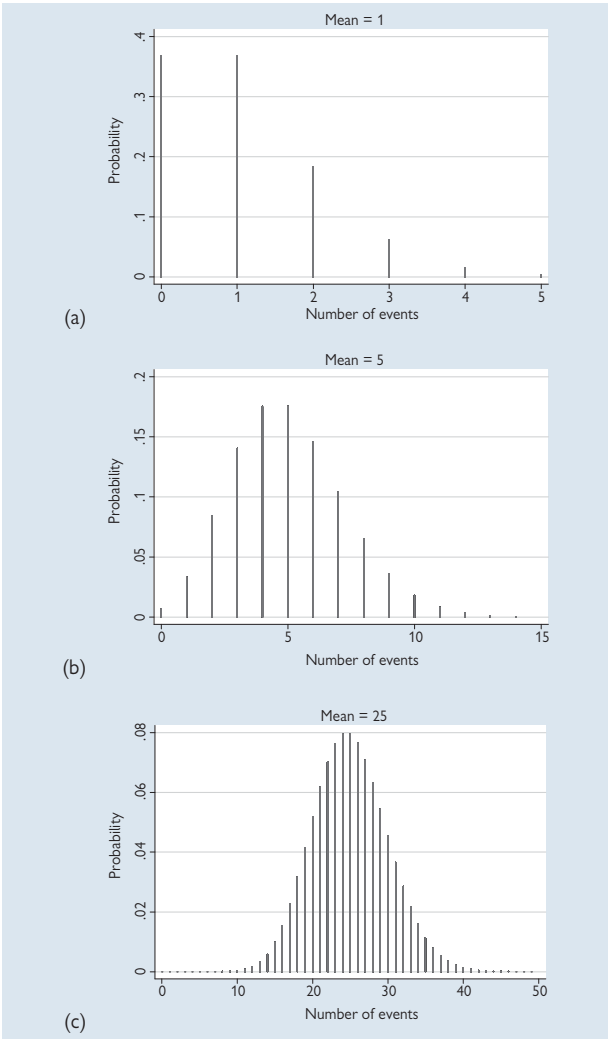 Mean = 1
.4
.3
.2
.1
0
Probability
0 1 2 3 4 5
Number of events
(a)
Mean = 5
.2
.15
.1
.05
0
Probability
0 5 10 15
Number of events
(b)
Mean = 25
.08
.06
.04
.02
0
Probability
0 10 20 30 40 50
Number of events
(c)